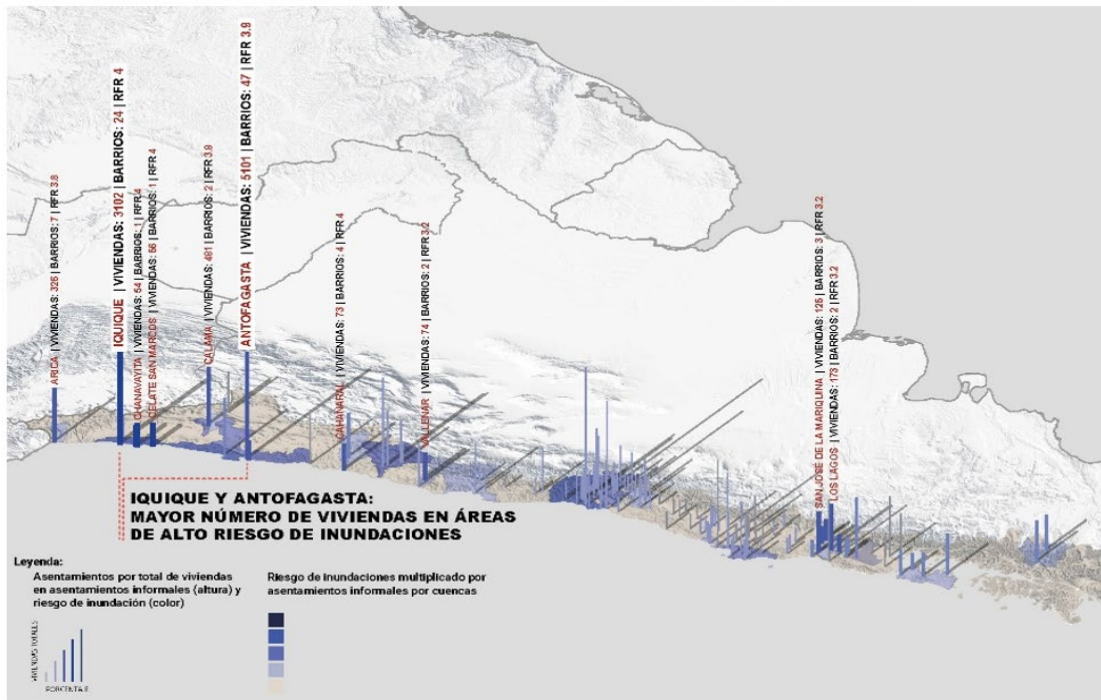 ARICA | VIVIENDAS: 326 | BARRIOS: 7 | RFR 3.8
IQUIQUE | VIVIENDAS: 3102 | BARRIOS: 24 | RFR 4
CHANAVAYITA | VIVIENDAS: 54 | BARRIOS: 1 | RFR 4
CELATE SAN MARCOS | VIVIENDAS: 56 | BARRIOS: 1 | RFR 4
CALAMA | VIVIENDAS: 481 | BARRIOS: 2 | RFR 3.8
ANTOFAGASTA | VIVIENDAS: 5101 | BARRIOS: 47 | RFR 3.9
CAHANARAL | VIVIENDAS: 73 | BARRIOS: 4 | RFR 4
VALLENAR | VIVIENDAS: 74 | BARRIOS: 2 | RFR 3.2
SAN JOSÉ DE LA MARIQUINA | VIVIENDAS: 125 | BARRIOS: 3 | RFR 3.2
LOS LAGOS | VIVIENDAS: 173 | BARRIOS: 2 | RFR 3.2
IQUIQUE Y ANTOFAGASTA:
MAYOR NÚMERO DE VIVIENDAS EN ÁREAS
DE ALTO RIESGO DE INUNDACIONES
Leyenda:
Asentamientos por total de viviendas
en asentamientos informales (altura) y
riesgo de inundación (color)
VIVIENDAS TOTALES
PORCENTAJE
Riesgo de inundaciones multiplicado por
asentamientos informales por cuencas